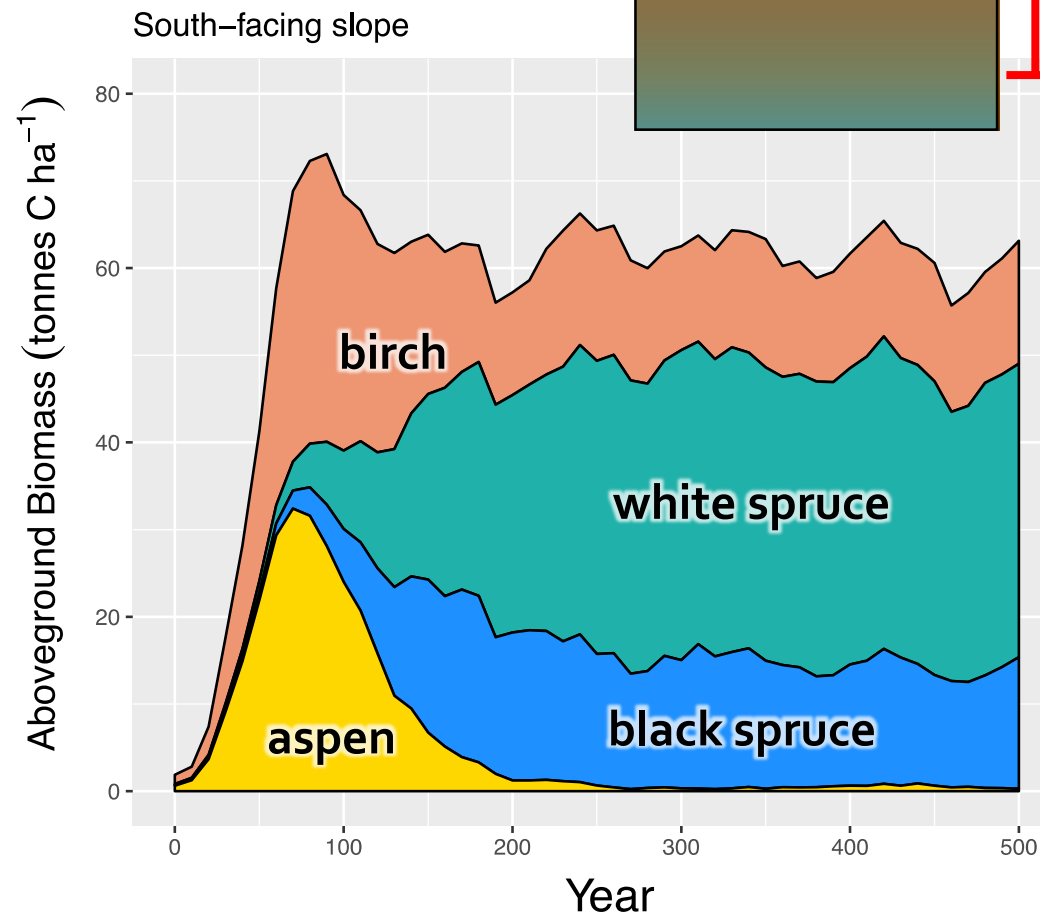 South–facing slope
Aboveground Biomass (tonnes C ha⁻¹)
80
60
40
20
0
birch
white spruce
black spruce
aspen
0 100 200 300 400 500
Year